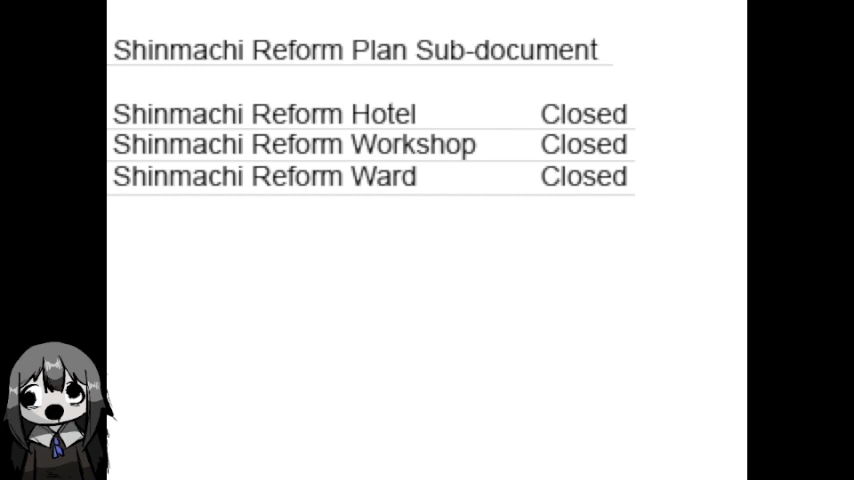 Shinmachi Reform Plan Sub-document
Shinmachi Reform Hotel Closed
Shinmachi Reform Workshop Closed
Shinmachi Reform Ward Closed